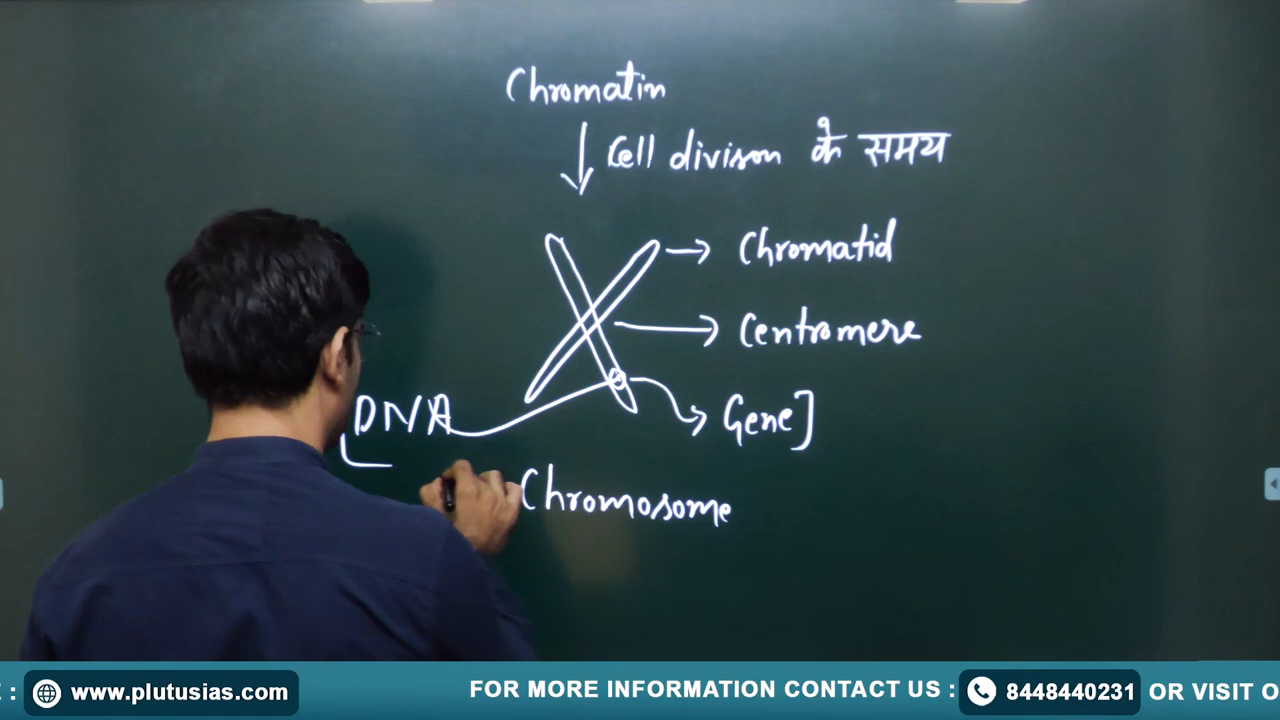 Chromatin
Cell divison के समय
Chromatid
Centromere
DNA
Gene]
Chromosome
: www.plutusias.com FOR MORE INFORMATION CONTACT US : 8448440231 OR VISIT O